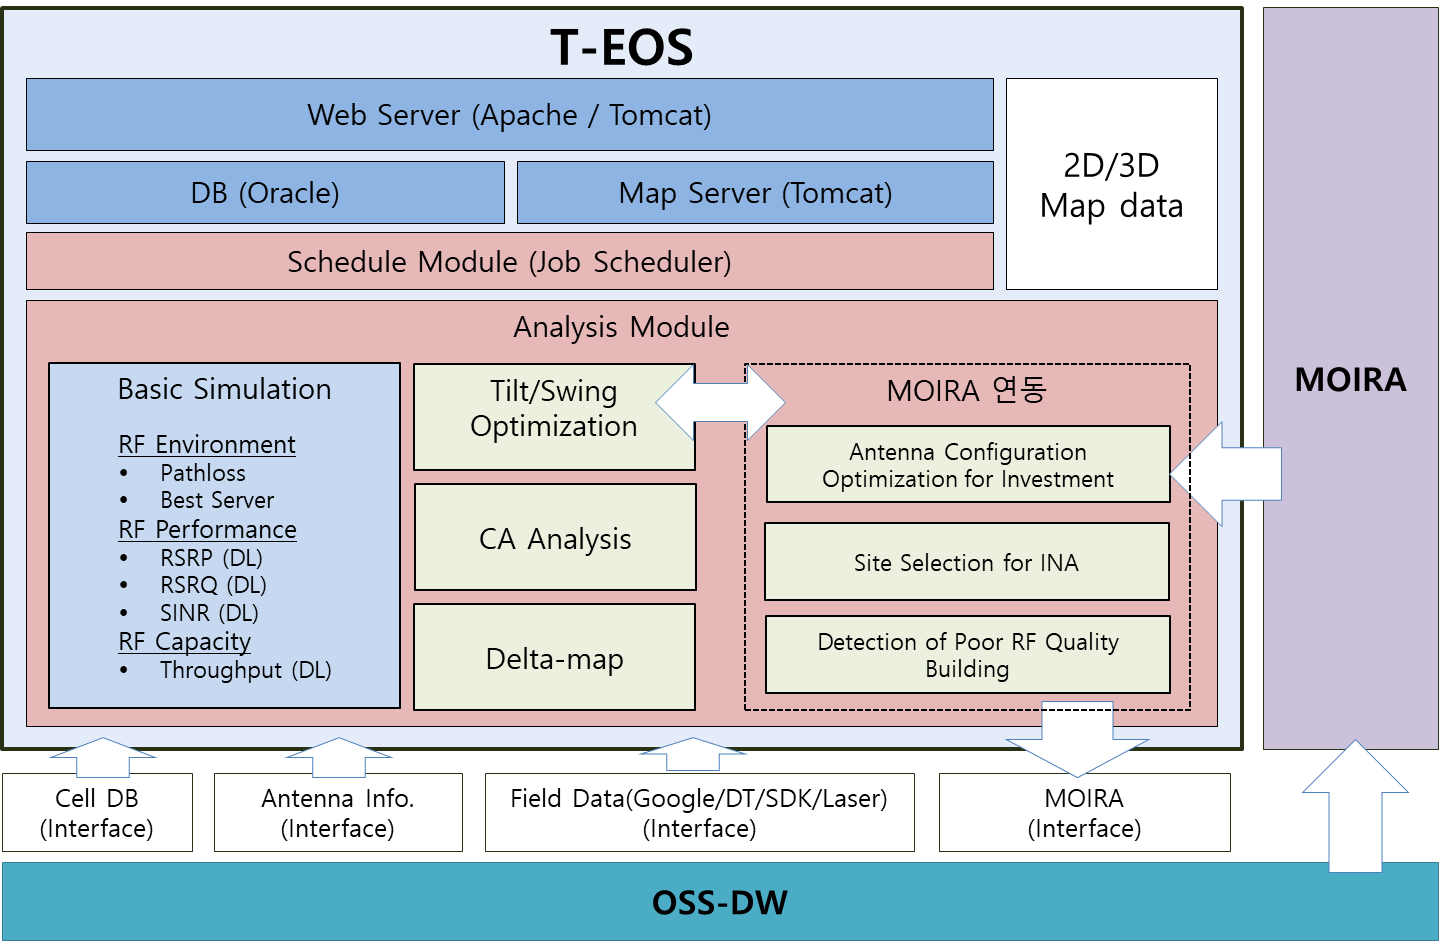 T-EOS
Web Server (Apache / Tomcat)
DB (Oracle)
Map Server (Tomcat)
2D/3D
Map data
Schedule Module (Job Scheduler)
Analysis Module
Basic Simulation
RF Environment
• Pathloss
• Best Server
RF Performance
• RSRP (DL)
• RSRQ (DL)
• SINR (DL)
RF Capacity
• Throughput (DL)
Tilt/Swing
Optimization
CA Analysis
Delta-map
MOIRA 연동
Antenna Configuration
Optimization for Investment
Site Selection for INA
Detection of Poor RF Quality
Building
MOIRA
Cell DB
(Interface)
Antenna Info.
(Interface)
Field Data(Google/DT/SDK/Laser)
(Interface)
MOIRA
(Interface)
OSS-DW